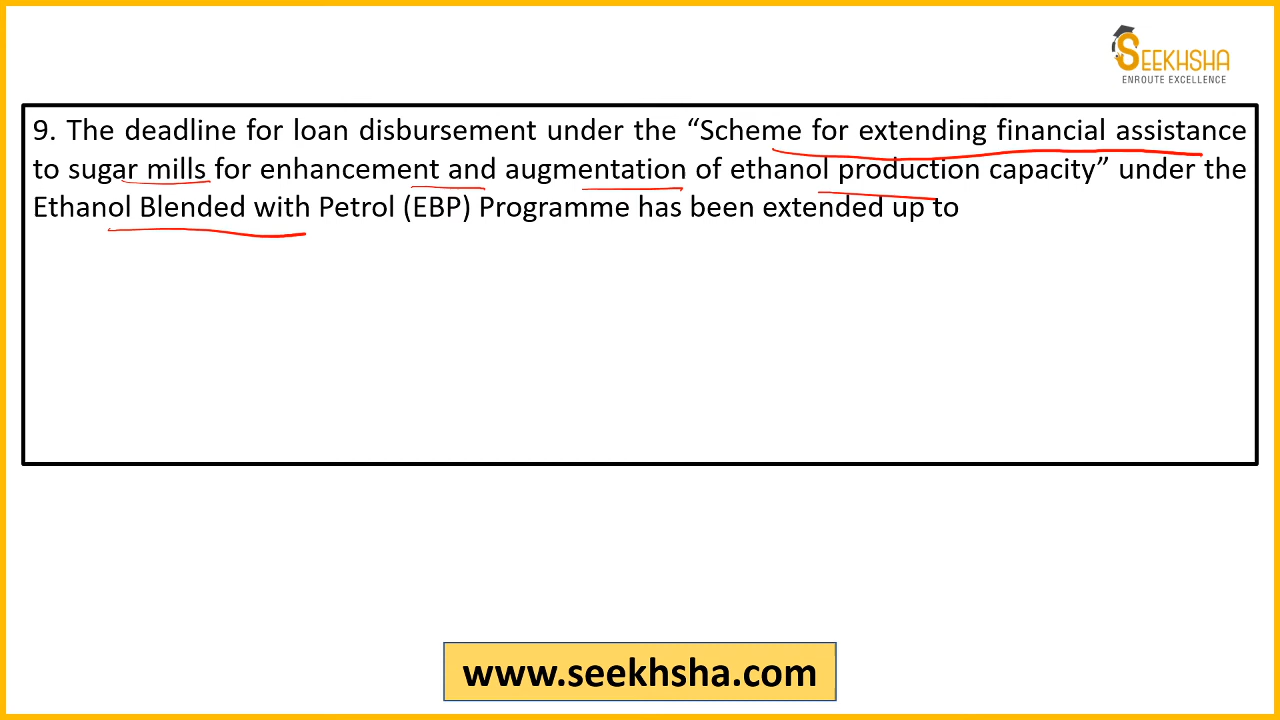 SEEKHSHA
ENROUTE EXCELLENCE
9. The deadline for loan disbursement under the “Scheme for extending financial assistance
to sugar mills for enhancement and augmentation of ethanol production capacity” under the
Ethanol Blended with Petrol (EBP) Programme has been extended up to
www.seekhsha.com